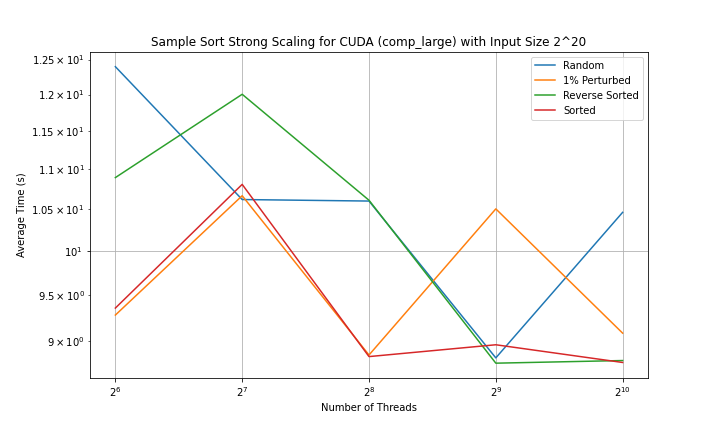 Sample Sort Strong Scaling for CUDA (comp_large) with Input Size 2^20
Average Time (s)
1.25 × 10¹
1.2 × 10¹
1.15 × 10¹
1.1 × 10¹
1.05 × 10¹
10¹
9.5 × 10⁰
9 × 10⁰
Random
1% Perturbed
Reverse Sorted
Sorted
2⁶ 2⁷ 2⁸ 2⁹ 2¹⁰
Number of Threads